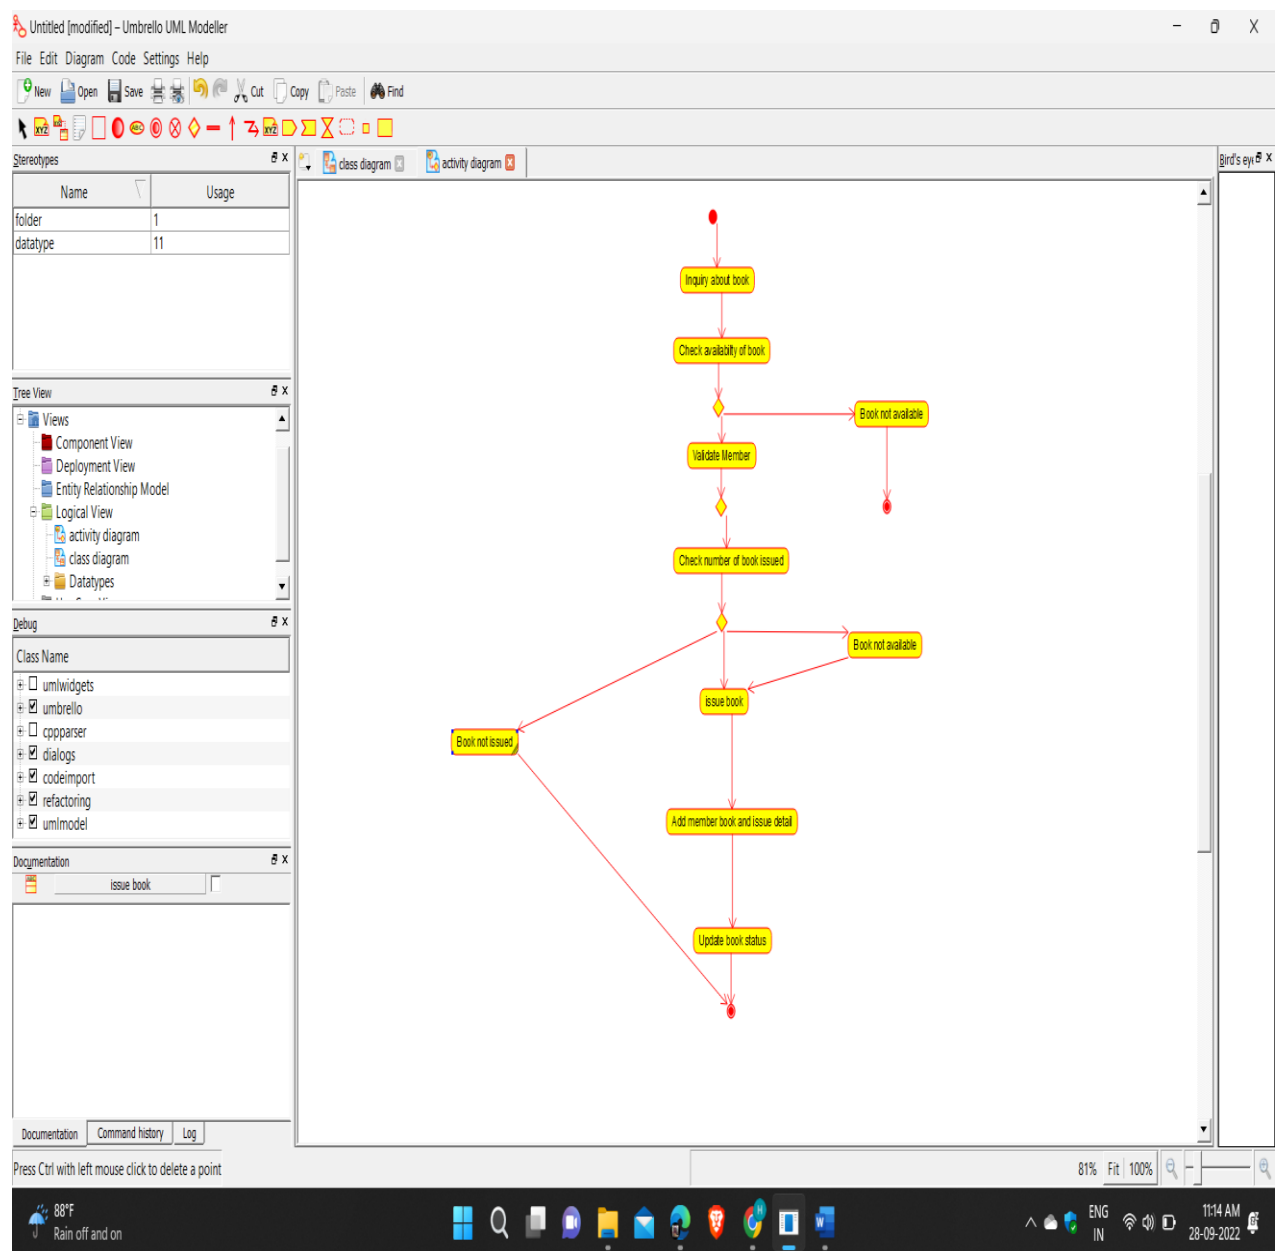 Untitled [modified] – Umbrello UML Modeller
File Edit Diagram Code Settings Help
New Open Save Cut Copy Paste Find
Stereotypes
class diagram activity diagram
Name Usage
folder 1
datatype 11
Tree View
Views
Component View
Deployment View
Entity Relationship Model
Logical View
activity diagram
class diagram
Datatypes
Debug
Class Name
umlwidgets
umbrello
cppparser
dialogs
codeimport
refactoring
umlmodel
Documentation
issue book
Documentation Command history Log
Press Ctrl with left mouse click to delete a point
Inquiry about book
Check availabilty of book
Book not available
Validate Member
Check number of book issued
Book not available
issue book
Book not issued
Add member book and issue detail
Update book status
Bird's eye
81% Fit 100%
88°F
Rain off and on
ENG
IN
11:14 AM
28-09-2022